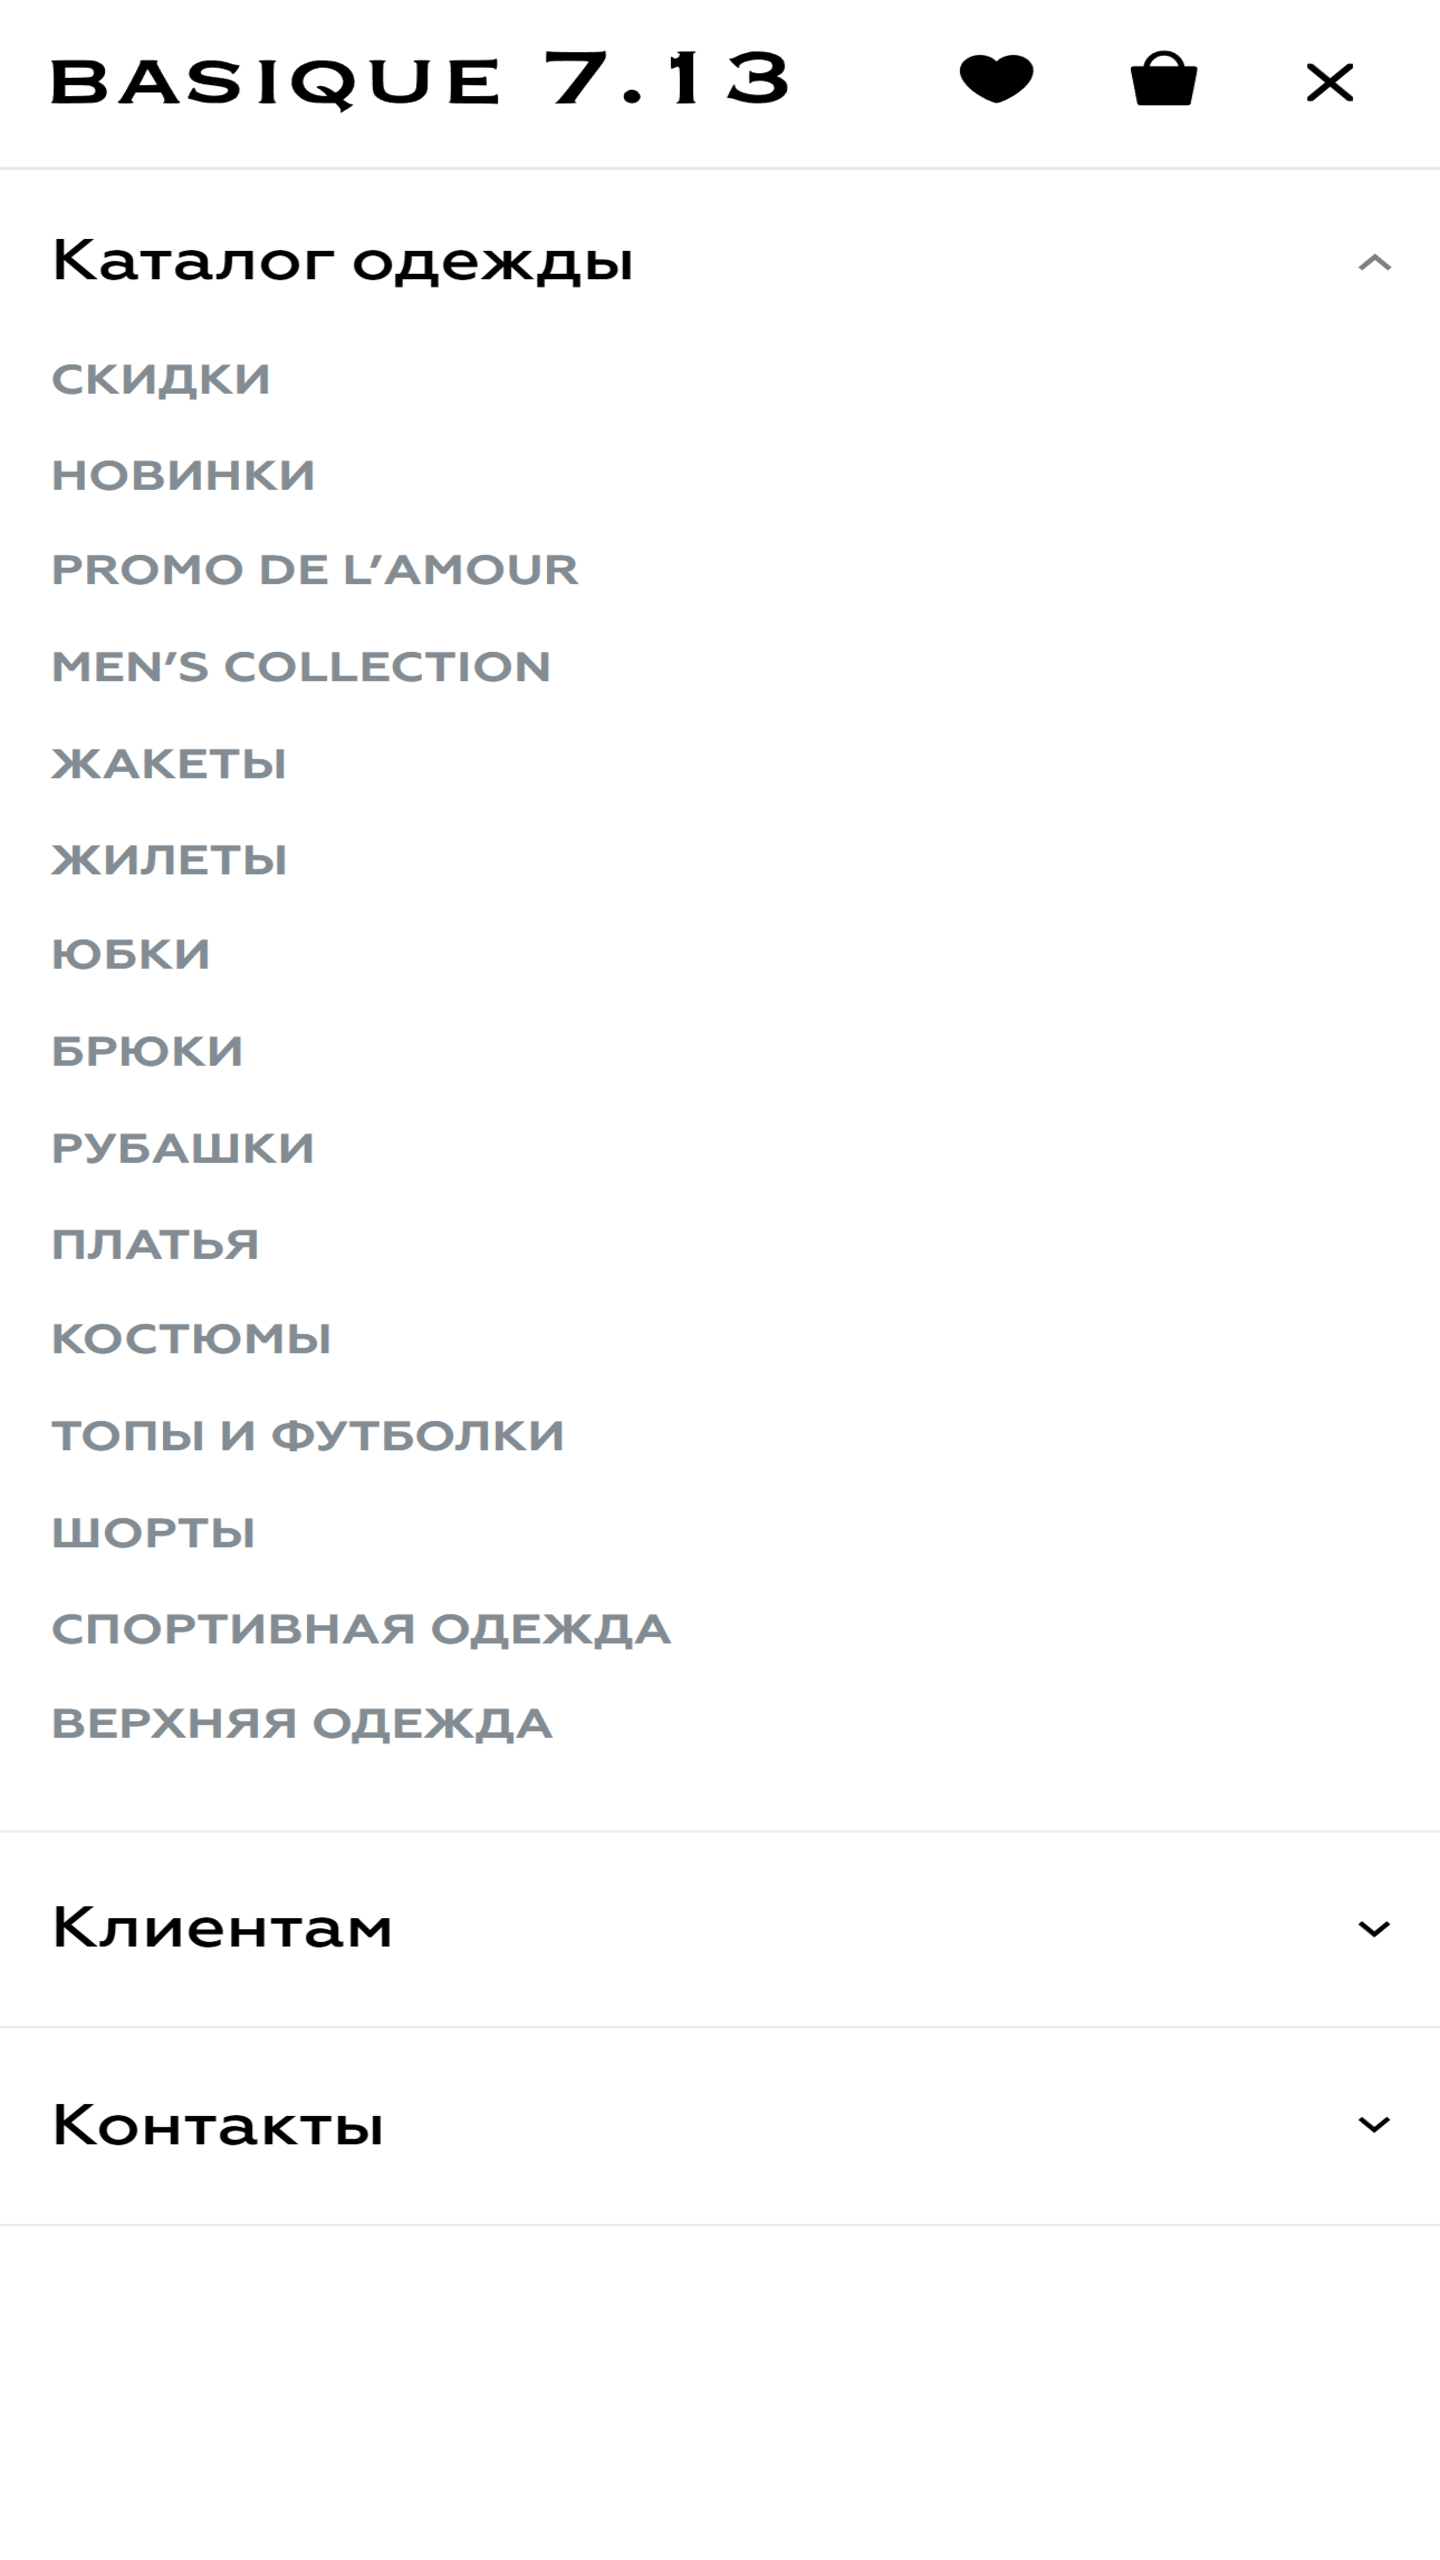 BASIQUE 7.13
Каталог одежды
СКИДКИ
НОВИНКИ
PROMO DE L’AMOUR
MEN’S COLLECTION
ЖАКЕТЫ
ЖИЛЕТЫ
ЮБКИ
БРЮКИ
РУБАШКИ
ПЛАТЬЯ
КОСТЮМЫ
ТОПЫ И ФУТБОЛКИ
ШОРТЫ
СПОРТИВНАЯ ОДЕЖДА
ВЕРХНЯЯ ОДЕЖДА
Клиентам
Контакты